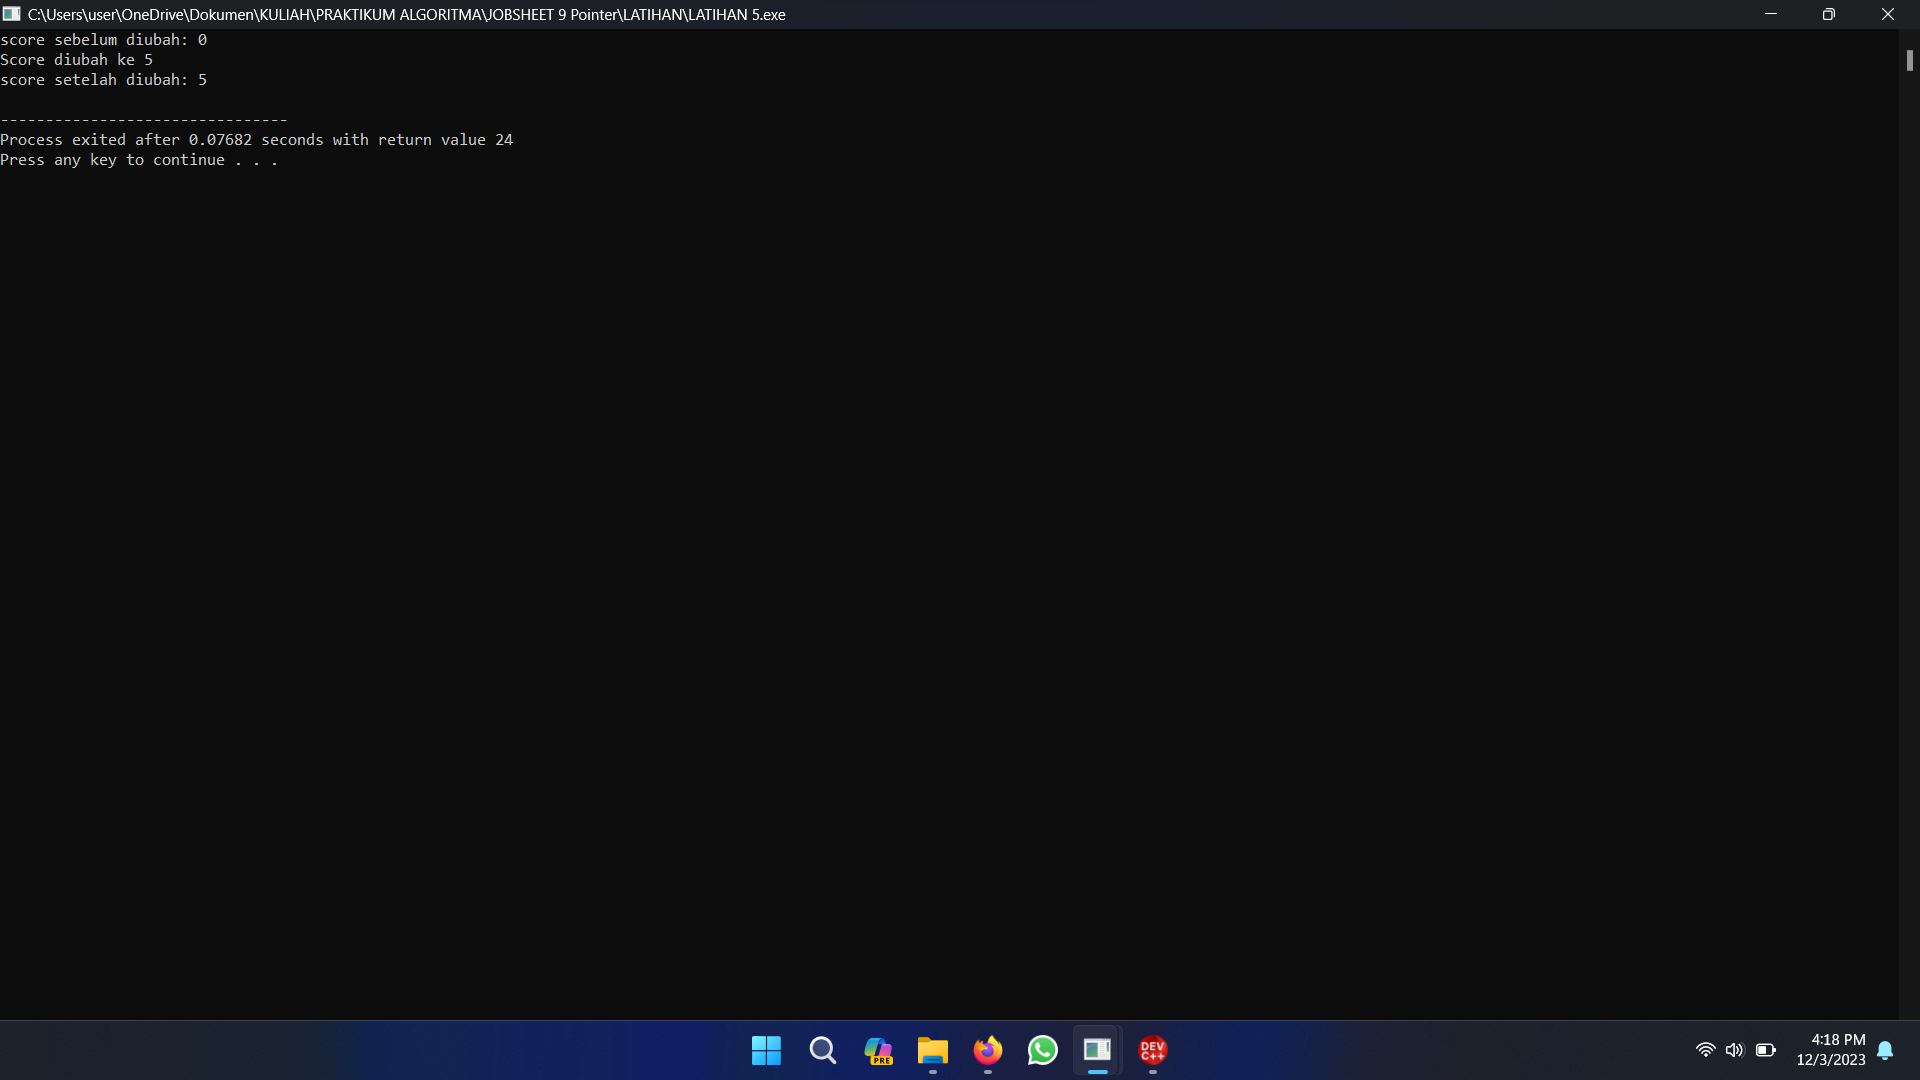 C:\Users\user\OneDrive\Dokumen\KULIAH\PRAKTIKUM ALGORITMA\JOBSHEET 9 Pointer\LATIHAN\LATIHAN 5.exe
score sebelum diubah: 0
Score diubah ke 5
score setelah diubah: 5
--------------------------------
Process exited after 0.07682 seconds with return value 24
Press any key to continue . . .
PRE
DEV
C++
4:18 PM
12/3/2023